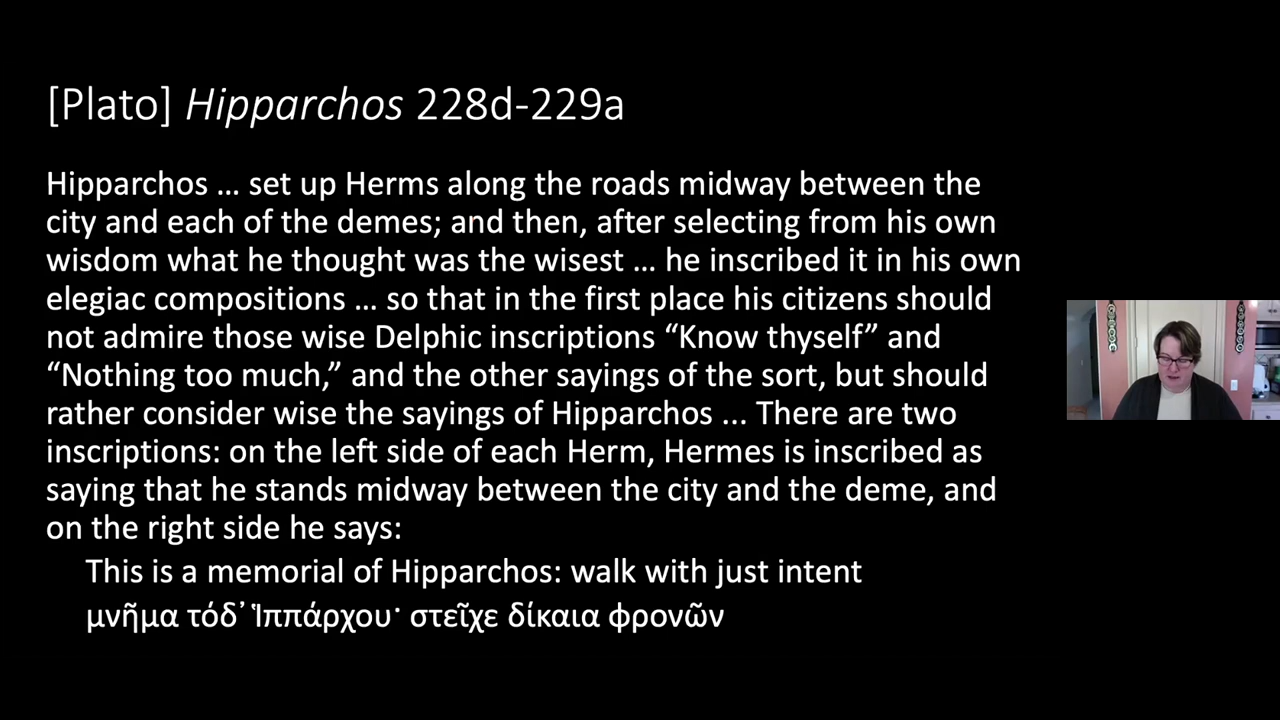 [Plato] Hipparchos 228d-229a
Hipparchos … set up Herms along the roads midway between the
city and each of the demes; and then, after selecting from his own
wisdom what he thought was the wisest … he inscribed it in his own
elegiac compositions … so that in the first place his citizens should
not admire those wise Delphic inscriptions “Know thyself” and
“Nothing too much,” and the other sayings of the sort, but should
rather consider wise the sayings of Hipparchos ... There are two
inscriptions: on the left side of each Herm, Hermes is inscribed as
saying that he stands midway between the city and the deme, and
on the right side he says:
This is a memorial of Hipparchos: walk with just intent
μνῆμα τόδ᾽ Ἱππάρχου· στεῖχε δίκαια φρονῶν